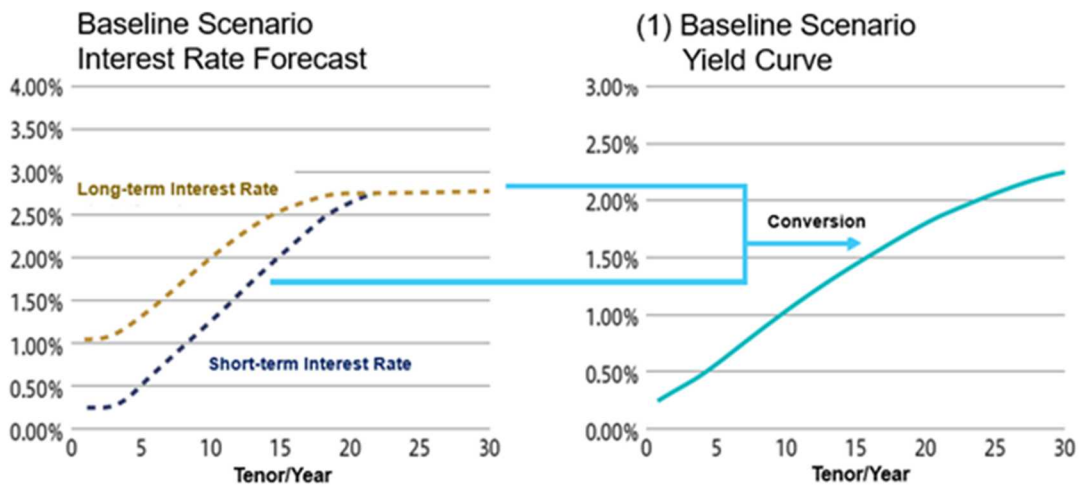 Baseline Scenario
Interest Rate Forecast
4.00%
3.50%
3.00%
2.50%
2.00%
1.50%
1.00%
0.50%
0.00%
Long-term Interest Rate
Short-term Interest Rate
0 5 10 15 20 25 30
Tenor/Year
Conversion
(1) Baseline Scenario
Yield Curve
3.00%
2.50%
2.00%
1.50%
1.00%
0.50%
0.00%
0 5 10 15 20 25 30
Tenor/Year